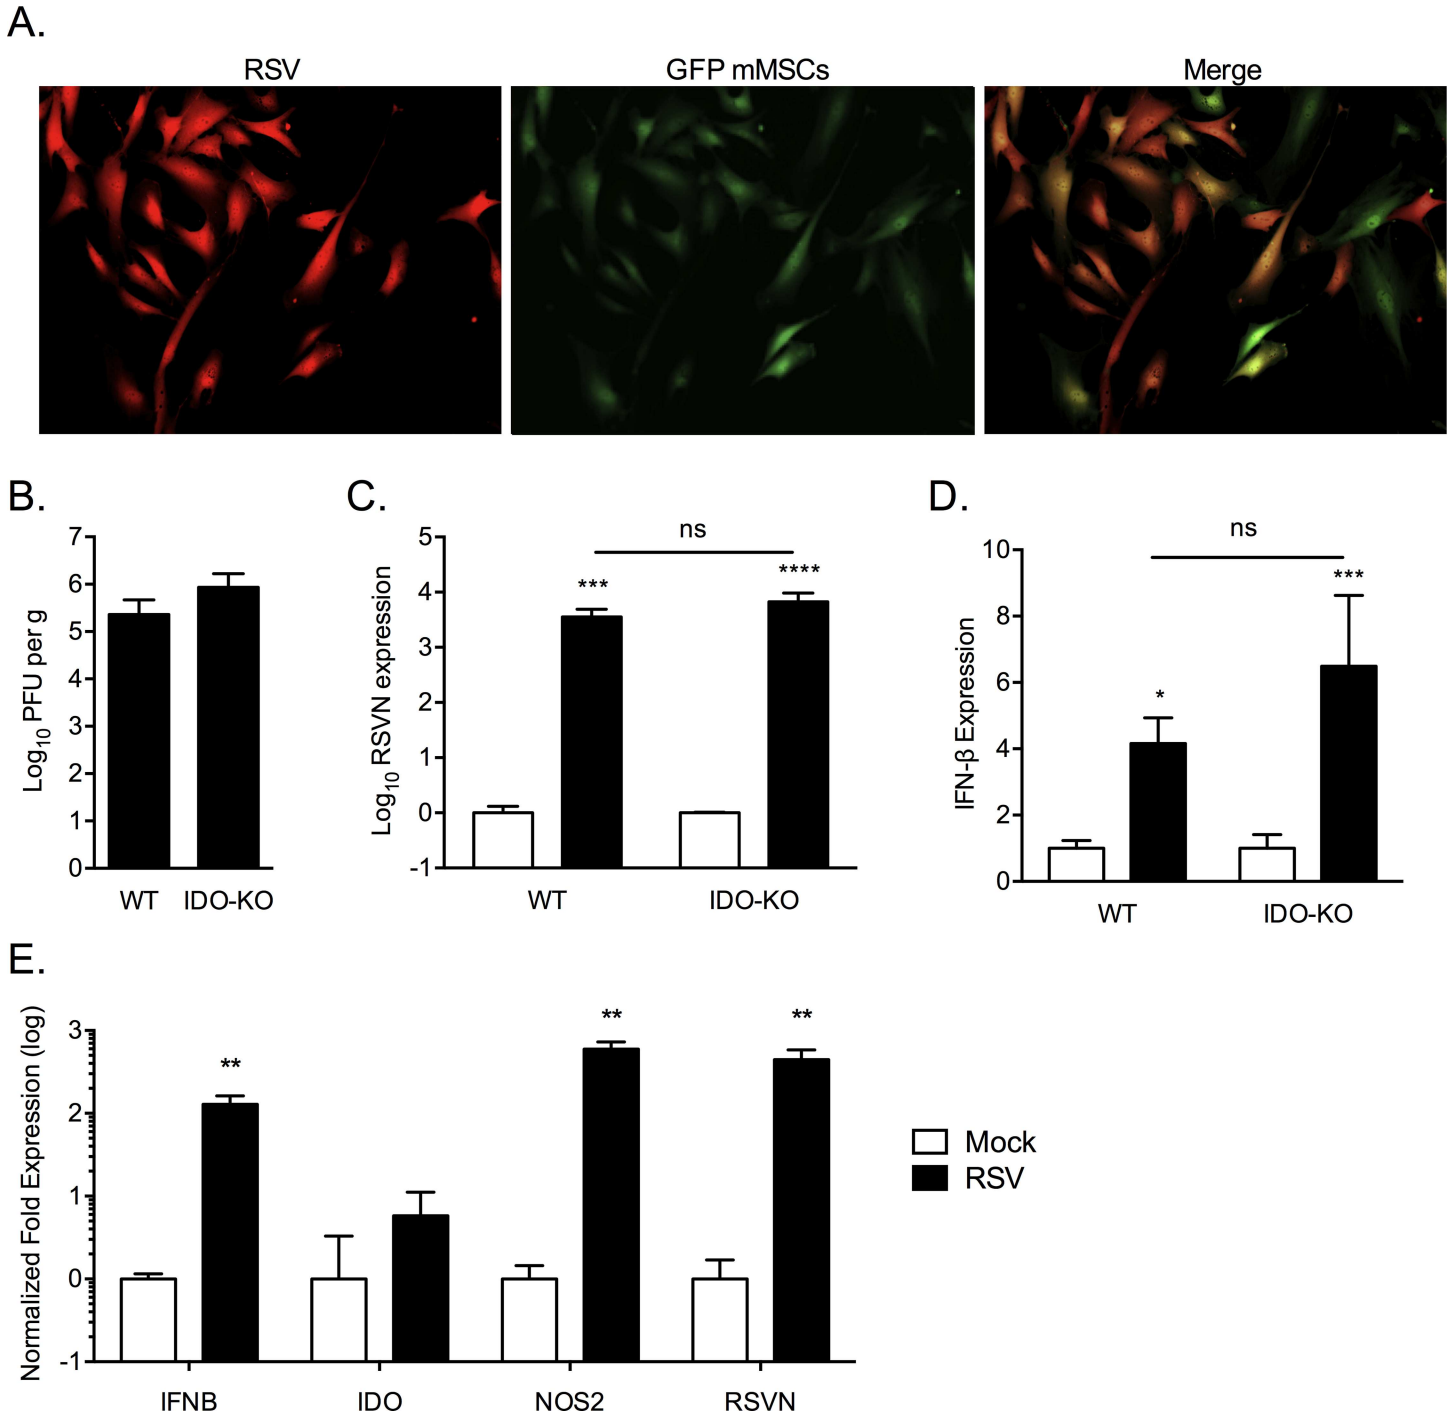 A.
RSV
GFP mMSCs
Merge
B.
Log10 PFU per g
7
6
5
4
3
2
1
0
WT
IDO-KO
C.
Log10 RSVN expression
5
4
3
2
1
0
-1
ns
***
****
WT
IDO-KO
D.
IFN-β Expression
10
8
6
4
2
0
ns
*
***
WT
IDO-KO
E.
Normalized Fold Expression (log)
3
2
1
0
-1
**
**
**
IFNB
IDO
NOS2
RSVN
Mock
RSV